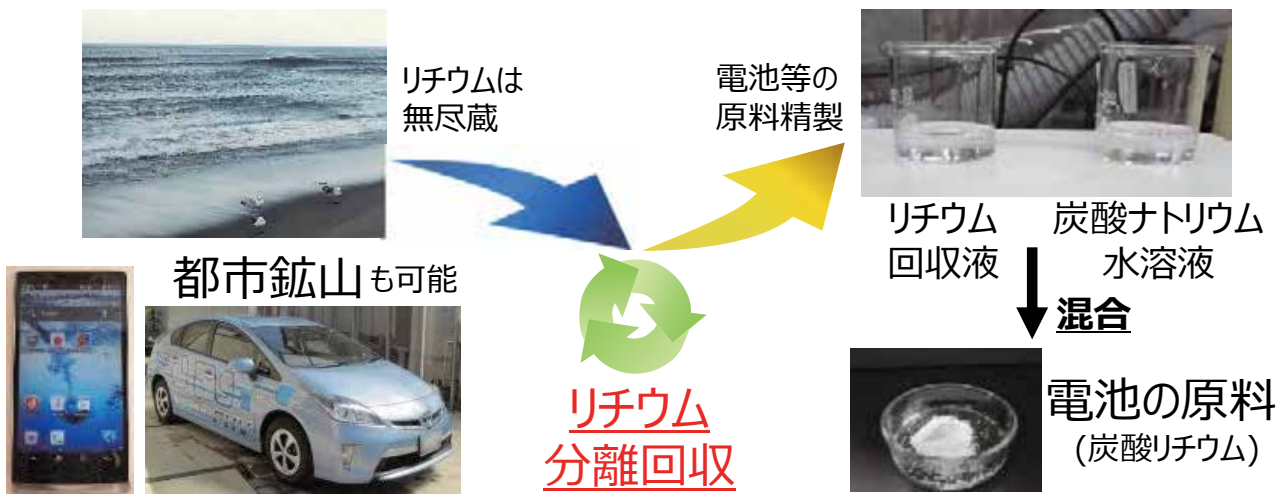 リチウムは
無尽蔵
電池等の
原料精製
リチウム
回収液
炭酸ナトリウム
水溶液
混合
都市鉱山も可能
リチウム
分離回収
電池の原料
(炭酸リチウム)